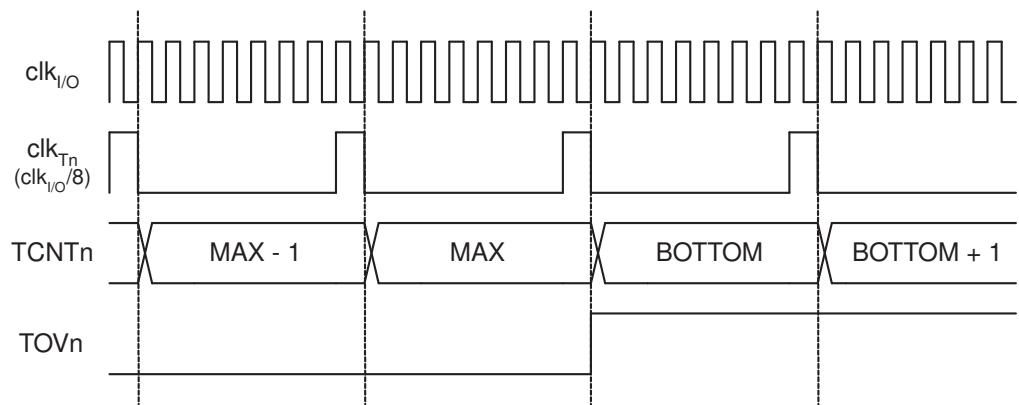 clkI/O
clkTn
(clkI/O/8)
TCNTn MAX - 1 MAX BOTTOM BOTTOM + 1
TOVn